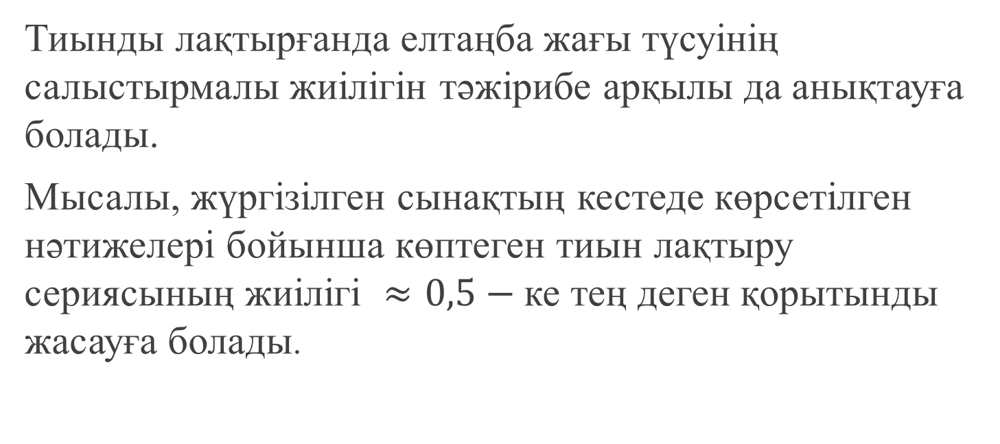 Тиынды лақтырғанда елтаңба жағы түсуінің
салыстырмалы жиілігін тәжірибе арқылы да анықтауға
болады.
Мысалы, жүргізілген сынақтың кестеде көрсетілген
нәтижелері бойынша көптеген тиын лақтыру
сериясының жиілігі ≈ 0,5 − ке тең деген қорытынды
жасауға болады.